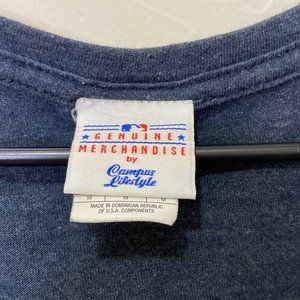 GENUINE
MERCHANDISE
by
Campus
Lifestyle
M M M M
MADE IN DOMINICAN REPUBLIC
OF U.S.A. COMPONENTS